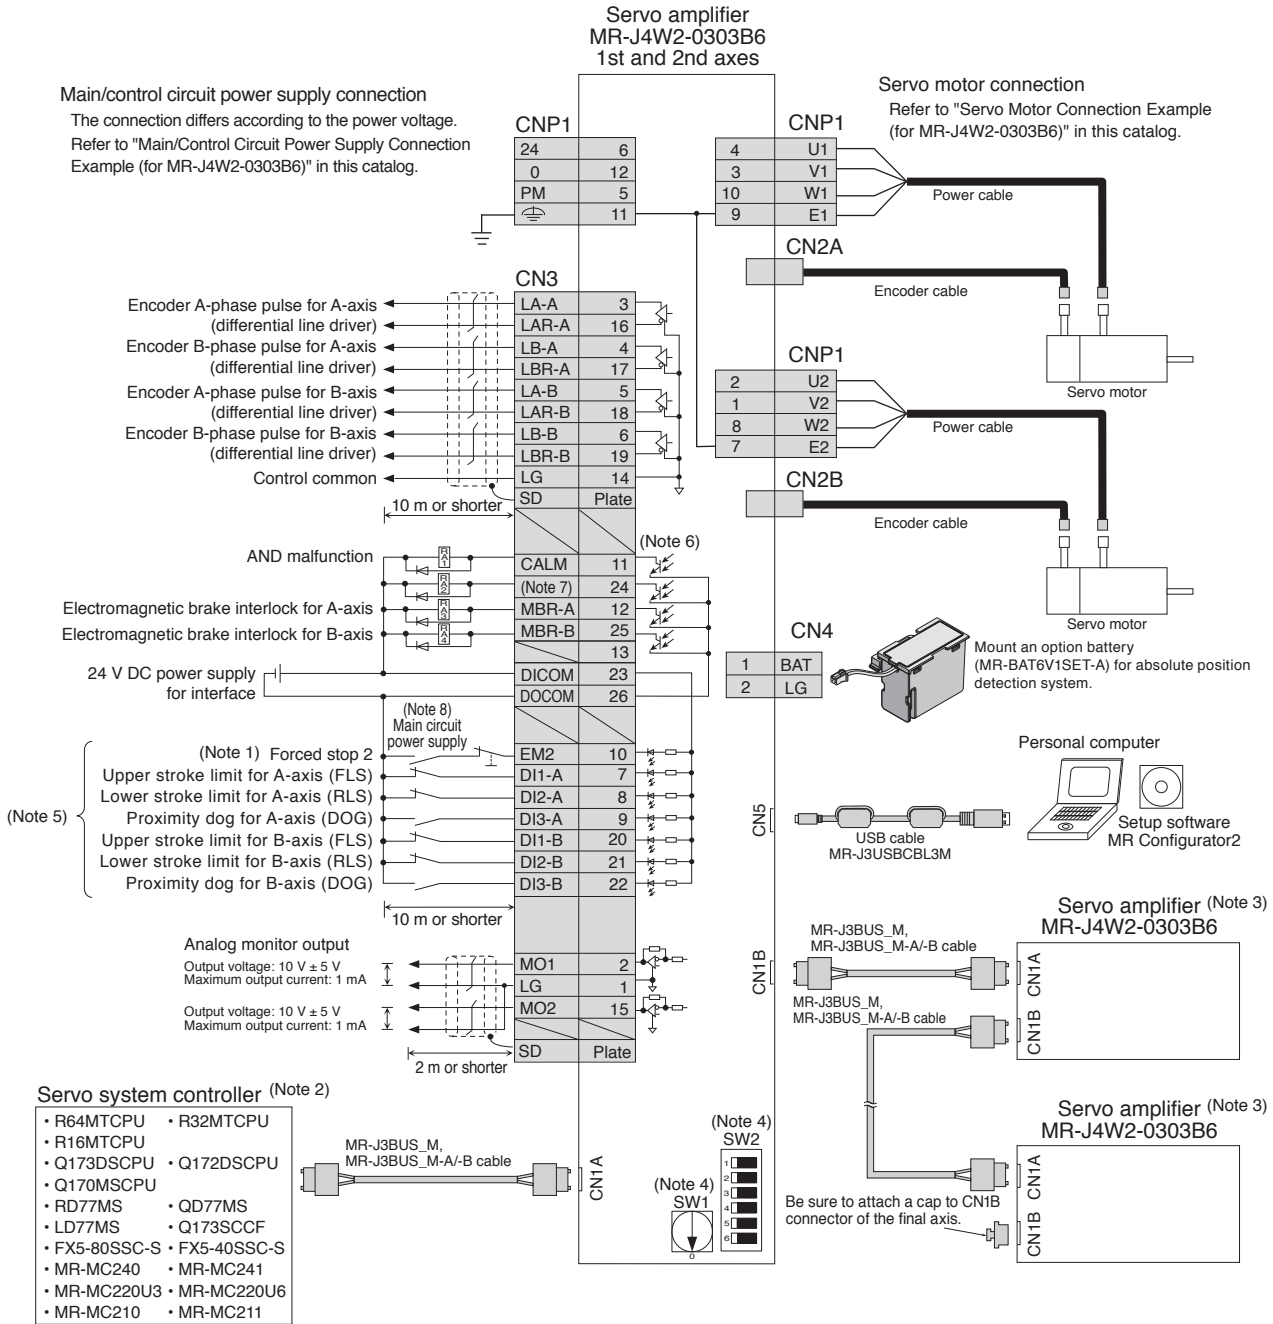 Servo amplifier
MR-J4W2-0303B6
1st and 2nd axes
Main/control circuit power supply connection
The connection differs according to the power voltage.
Refer to "Main/Control Circuit Power Supply Connection
Example (for MR-J4W2-0303B6)" in this catalog.
Servo motor connection
Refer to "Servo Motor Connection Example
(for MR-J4W2-0303B6)" in this catalog.
CNP1
24 6
0 12
PM 5
11
CNP1
4 U1
3 V1
10 W1
9 E1
Power cable
CN2A
Encoder cable
Servo motor
CNP1
2 U2
1 V2
8 W2
7 E2
Power cable
CN2B
Encoder cable
Servo motor
CN3
Encoder A-phase pulse for A-axis LA-A 3
(differential line driver) LAR-A 16
Encoder B-phase pulse for A-axis LB-A 4
(differential line driver) LBR-A 17
Encoder A-phase pulse for B-axis LA-B 5
(differential line driver) LAR-B 18
Encoder B-phase pulse for B-axis LB-B 6
(differential line driver) LBR-B 19
Control common LG 14
SD Plate
10 m or shorter
(Note 6)
AND malfunction RA1 CALM 11
RA2 (Note 7) 24
Electromagnetic brake interlock for A-axis RA3 MBR-A 12
Electromagnetic brake interlock for B-axis RA4 MBR-B 25
13
24 V DC power supply DICOM 23
for interface DOCOM 26
(Note 8)
Main circuit
power supply
(Note 1) Forced stop 2 EM2 10
Upper stroke limit for A-axis (FLS) DI1-A 7
Lower stroke limit for A-axis (RLS) DI2-A 8
(Note 5)
Proximity dog for A-axis (DOG) DI3-A 9
Upper stroke limit for B-axis (FLS) DI1-B 20
Lower stroke limit for B-axis (RLS) DI2-B 21
Proximity dog for B-axis (DOG) DI3-B 22
10 m or shorter
Analog monitor output
Output voltage: 10 V ± 5 V
Maximum output current: 1 mA
MO1 2
LG 1
Output voltage: 10 V ± 5 V
Maximum output current: 1 mA
MO2 15
SD Plate
2 m or shorter
CN4
1 BAT
2 LG
Mount an option battery
(MR-BAT6V1SET-A) for absolute position
detection system.
Personal computer
CN5
USB cable
MR-J3USBCBL3M
Setup software
MR Configurator2
Servo amplifier (Note 3)
MR-J4W2-0303B6
CN1B
MR-J3BUS_M,
MR-J3BUS_M-A/-B cable
CN1A
MR-J3BUS_M,
MR-J3BUS_M-A/-B cable
CN1B
Servo amplifier (Note 3)
MR-J4W2-0303B6
CN1A
Be sure to attach a cap to CN1B
connector of the final axis.
CN1B
Servo system controller (Note 2)
• R64MTCPU • R32MTCPU
• R16MTCPU
• Q173DSCPU • Q172DSCPU
• Q170MSCPU
• RD77MS • QD77MS
• LD77MS • Q173SCCF
• FX5-80SSC-S • FX5-40SSC-S
• MR-MC240 • MR-MC241
• MR-MC220U3 • MR-MC220U6
• MR-MC210 • MR-MC211
MR-J3BUS_M,
MR-J3BUS_M-A/-B cable
CN1A
(Note 4)
SW1
0
(Note 4)
SW2
1
2
3
4
5
6